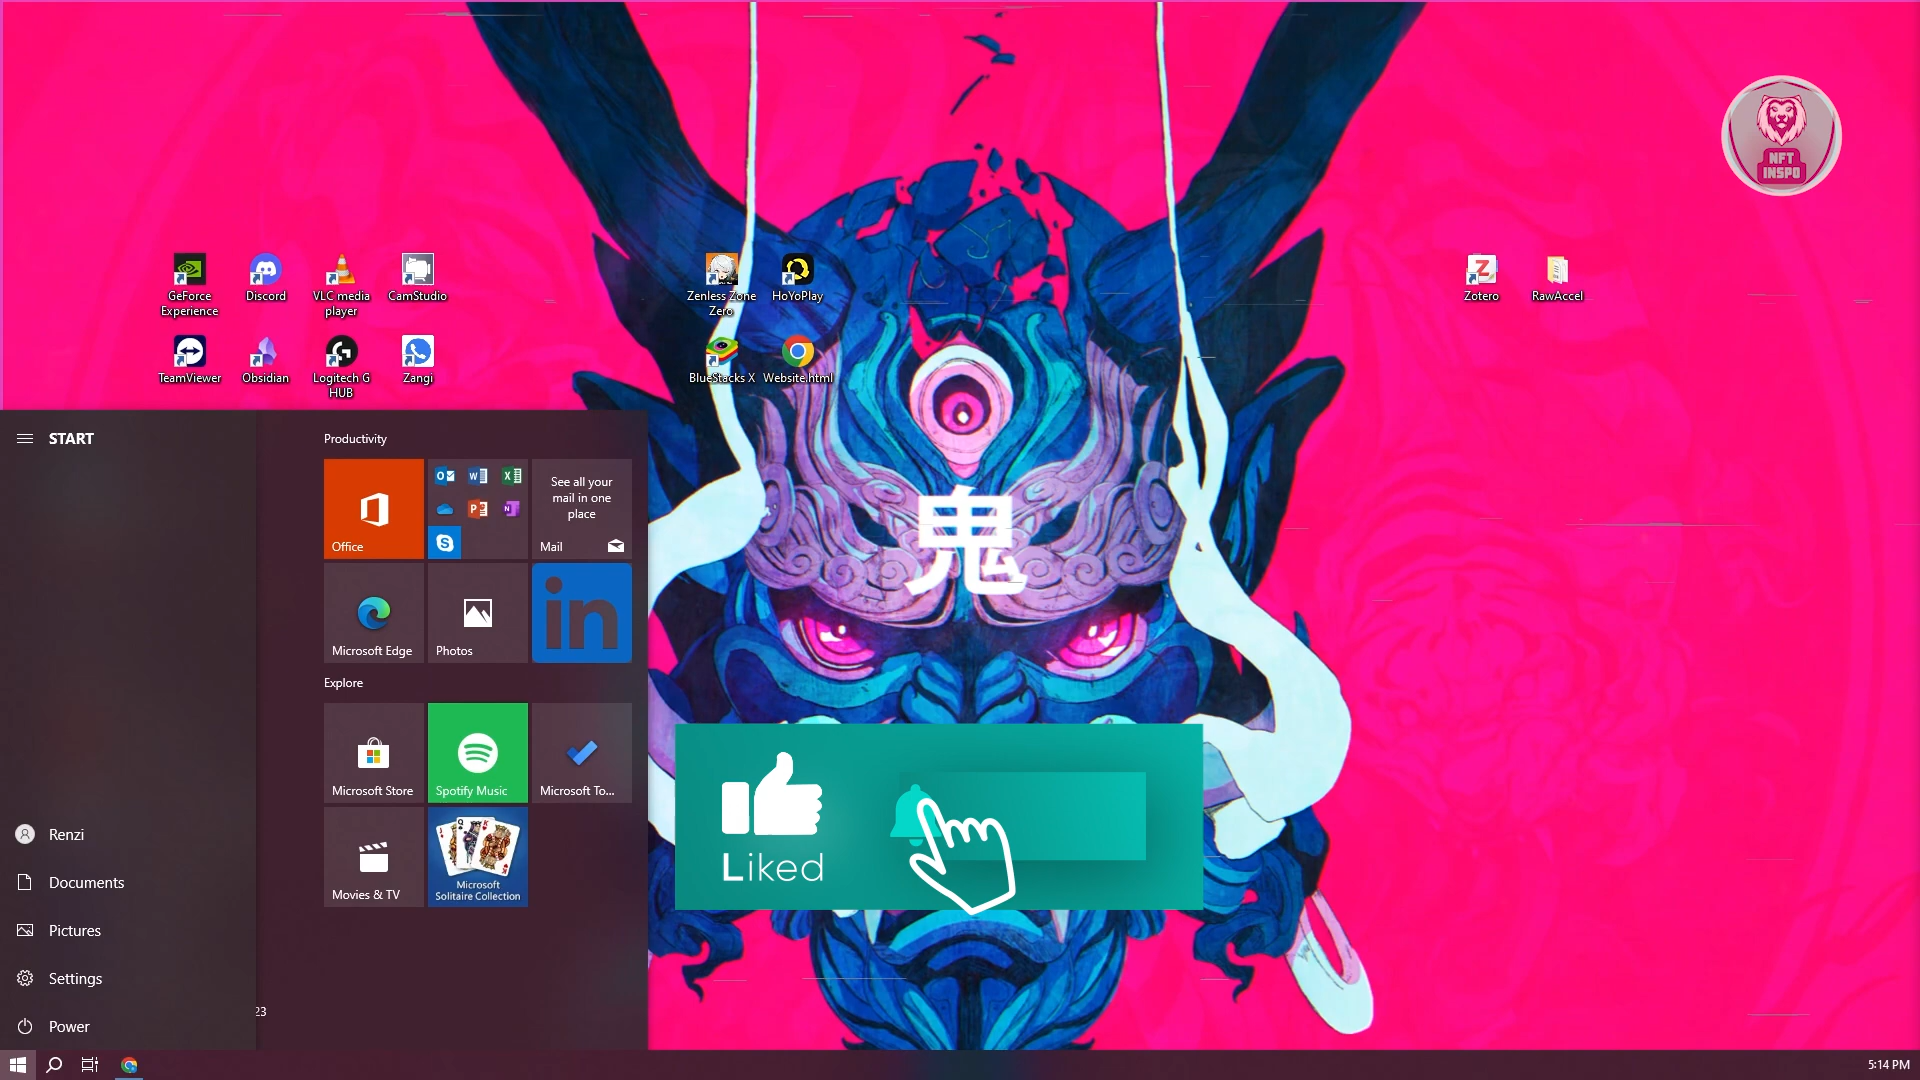 NFT
INSPO
GeForce
Experience
Discord
VLC media
player
CamStudio
Zenless Zone
Zero
HoYoPlay
Zotero
RawAccel
TeamViewer
Obsidian
Logitech G
HUB
Zangi
BlueStacks X
Website.html
START
Productivity
Office
See all your
mail in one
place
Mail
Microsoft Edge
Photos
in
Explore
Microsoft Store
Spotify Music
Microsoft To...
Movies & TV
Microsoft
Solitaire Collection
Renzi
Documents
Pictures
Settings
Power
23
鬼
Liked
5:14 PM